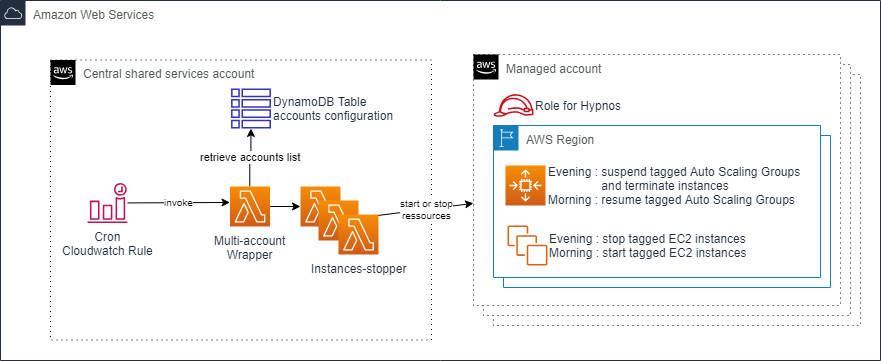 Amazon Web Services
aws
Central shared services account
DynamoDB Table
accounts configuration
retrieve accounts list
invoke
Cron
Cloudwatch Rule
Multi-account
Wrapper
Instances-stopper
start or stop
ressources
aws
Managed account
Role for Hypnos
AWS Region
Evening : suspend tagged Auto Scaling Groups
and terminate instances
Morning : resume tagged Auto Scaling Groups
Evening : stop tagged EC2 instances
Morning : start tagged EC2 instances